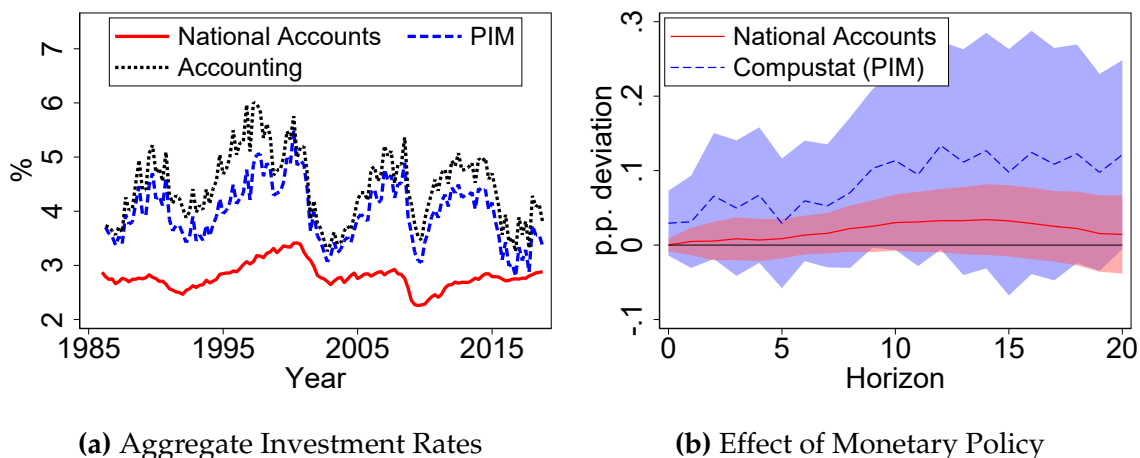 National Accounts
PIM
Accounting
%
7
6
5
4
3
2
1985
1995
2005
2015
Year
(a) Aggregate Investment Rates
National Accounts
Compustat (PIM)
p.p. deviation
.3
.2
.1
0
-.1
0
5
10
15
20
Horizon
(b) Effect of Monetary Policy